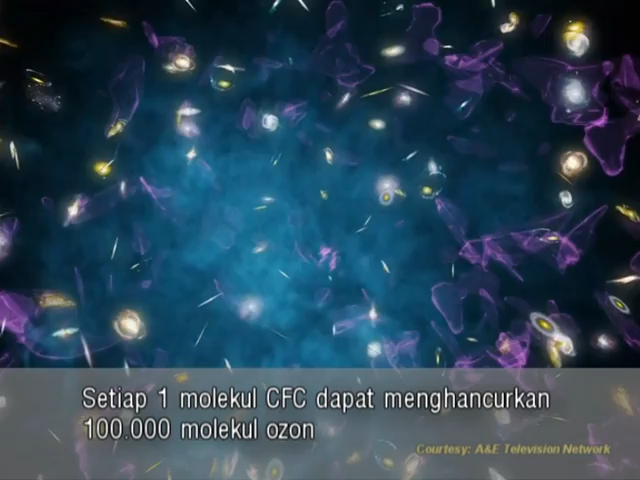 Setiap 1 molekul CFC dapat menghancurkan
100.000 molekul ozon
Courtesy: A&E Television Network